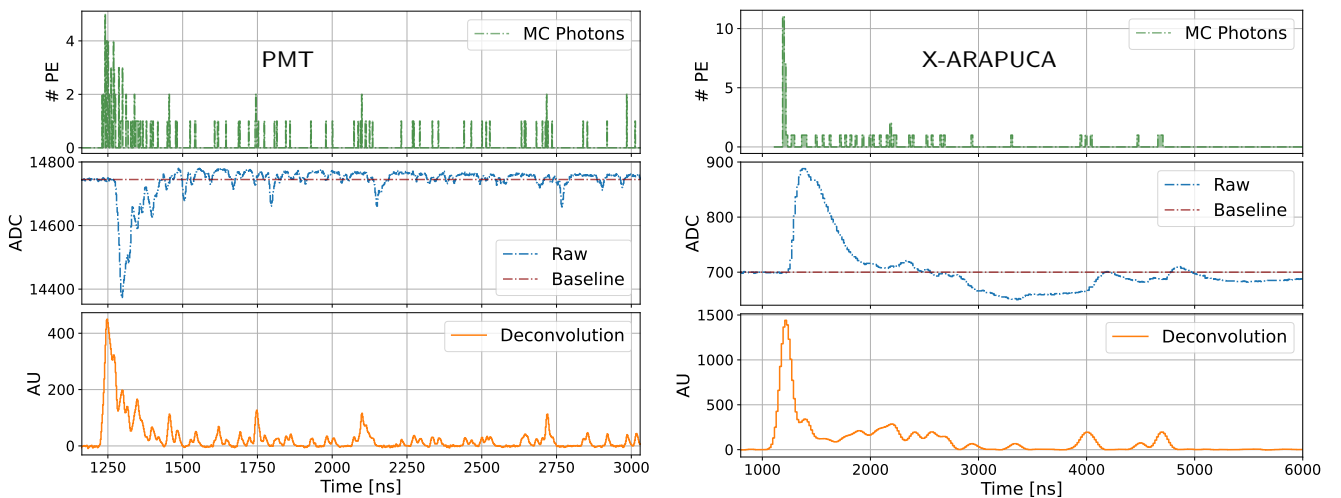 PMT
MC Photons
# PE
4
2
0
14800
14600
14400
ADC
Raw
Baseline
400
200
0
AU
Deconvolution
1250 1500 1750 2000 2250 2500 2750 3000
Time [ns]
X-ARAPUCA
MC Photons
# PE
10
5
0
900
800
700
ADC
Raw
Baseline
1500
1000
500
0
AU
Deconvolution
1000 2000 3000 4000 5000 6000
Time [ns]